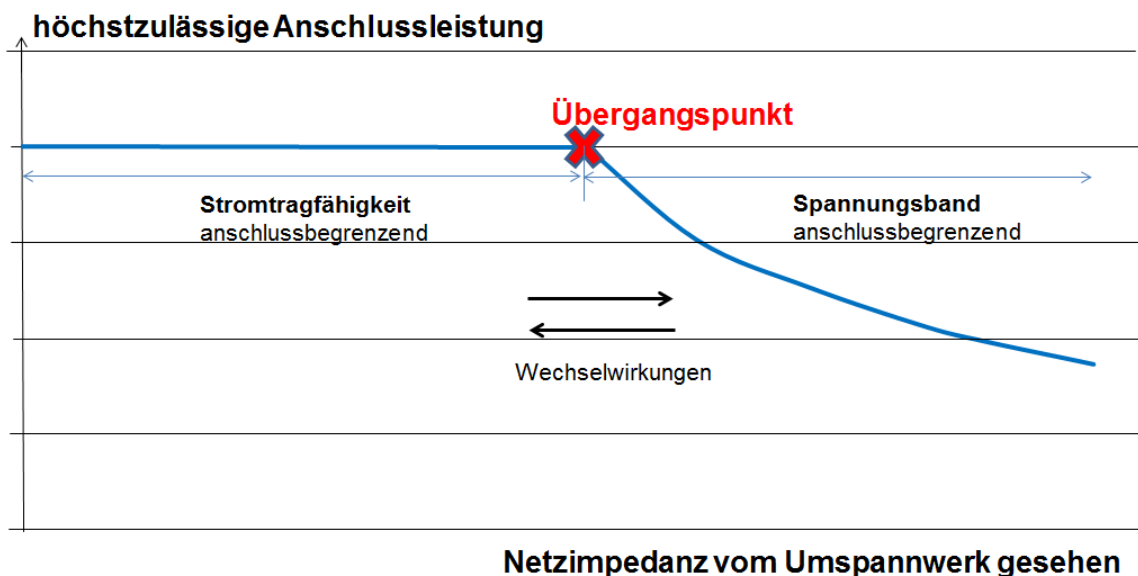 höchstzulässige Anschlussleistung
Übergangspunkt
Stromtragfähigkeit
anschlussbegrenzend
Spannungsband
anschlussbegrenzend
Wechselwirkungen
Netzimpedanz vom Umspannwerk gesehen